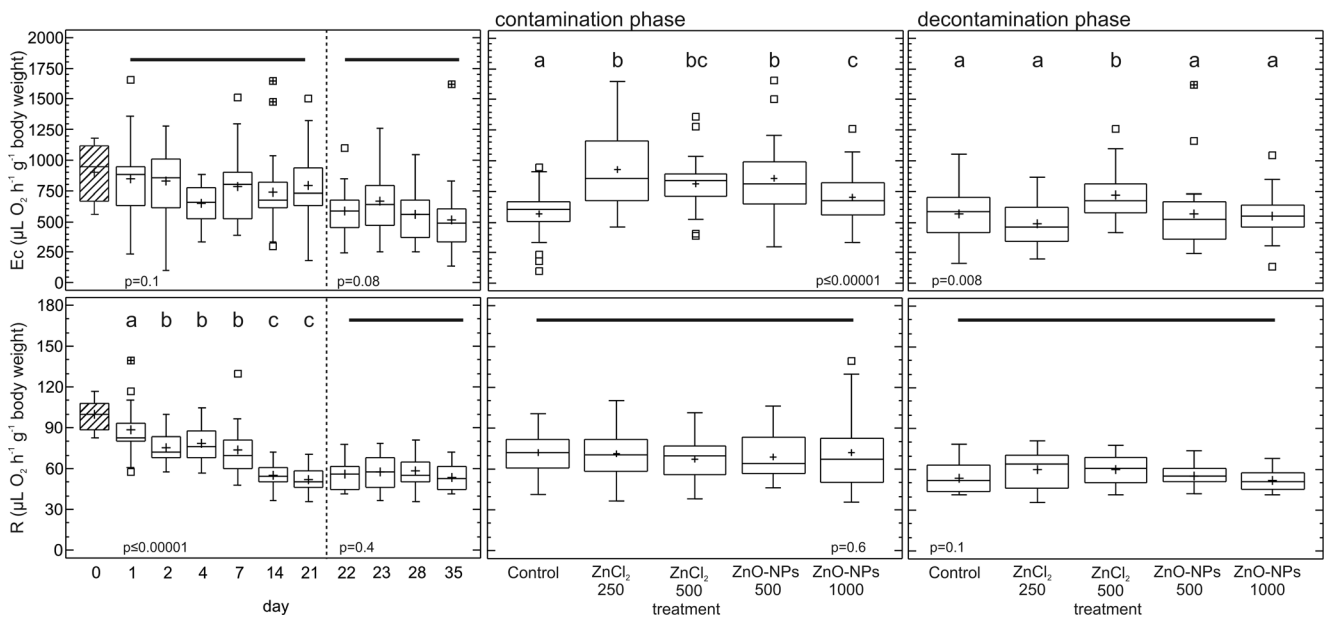 contamination phase
decontamination phase
Ec (µL O₂ h⁻¹ g⁻¹ body weight)
2000
1750
1500
1250
1000
750
500
250
0
p=0.1
p=0.08
a b bc b c
p≤0.00001
a a b a a
p=0.008
R (µL O₂ h⁻¹ g⁻¹ body weight)
180
150
120
90
60
30
0
a b b b c c
p≤0.00001
p=0.4
p=0.6
p=0.1
0 1 2 4 7 14 21 22 23 28 35
day
Control ZnCl₂ ZnCl₂ ZnO-NPs ZnO-NPs
250 500 500 1000
treatment
Control ZnCl₂ ZnCl₂ ZnO-NPs ZnO-NPs
250 500 500 1000
treatment